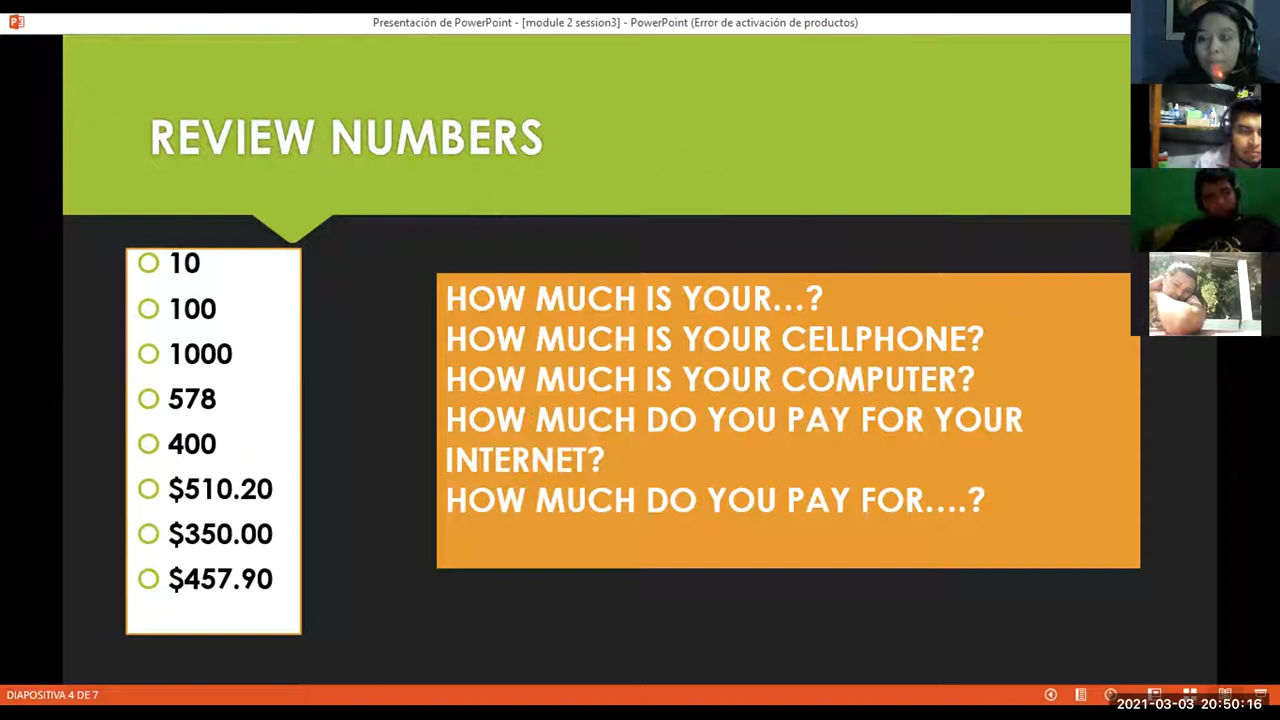 Presentación de PowerPoint - [module 2 session3] - PowerPoint (Error de activación de productos)
REVIEW NUMBERS
10
100
1000
578
400
$510.20
$350.00
$457.90
HOW MUCH IS YOUR...?
HOW MUCH IS YOUR CELLPHONE?
HOW MUCH IS YOUR COMPUTER?
HOW MUCH DO YOU PAY FOR YOUR
INTERNET?
HOW MUCH DO YOU PAY FOR....?
DIAPOSITIVA 4 DE 7
2021-03-03 20:50:16